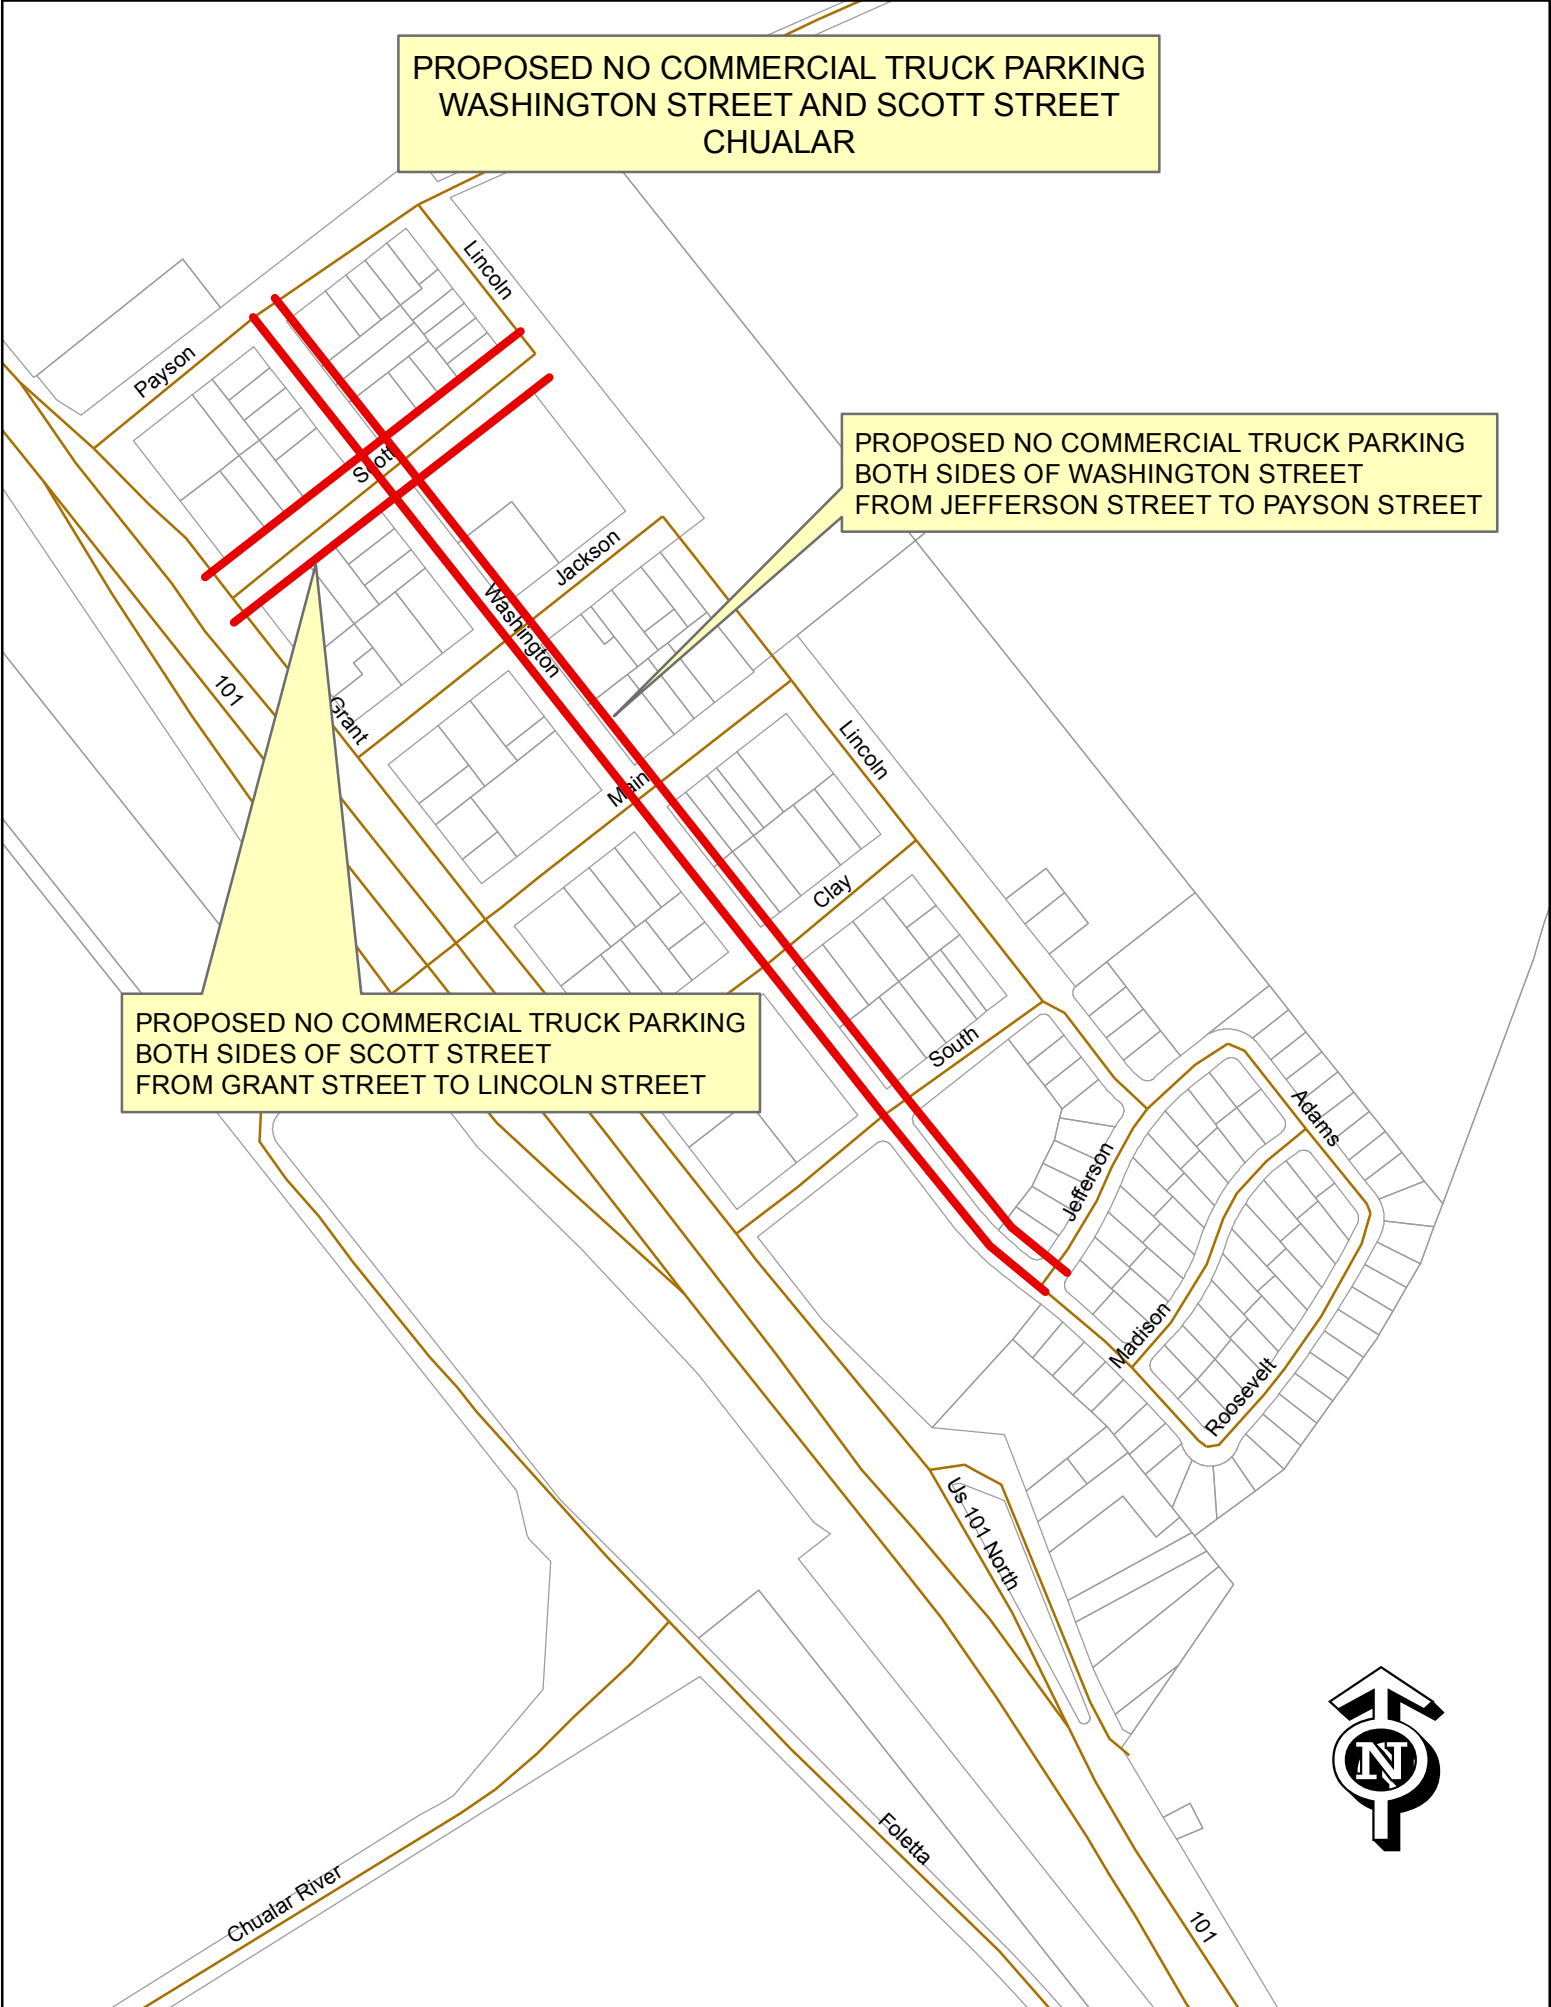 PROPOSED NO COMMERCIAL TRUCK PARKING
WASHINGTON STREET AND SCOTT STREET
CHUALAR
Lincoln
Payson
Scott
PROPOSED NO COMMERCIAL TRUCK PARKING
BOTH SIDES OF WASHINGTON STREET
FROM JEFFERSON STREET TO PAYSON STREET
Jackson
Washington
101
Grant
Lincoln
Main
Clay
PROPOSED NO COMMERCIAL TRUCK PARKING
BOTH SIDES OF SCOTT STREET
FROM GRANT STREET TO LINCOLN STREET
South
Adams
Jefferson
Madison
Roosevelt
Us 101 North
N
Foletta
Chualar River
101